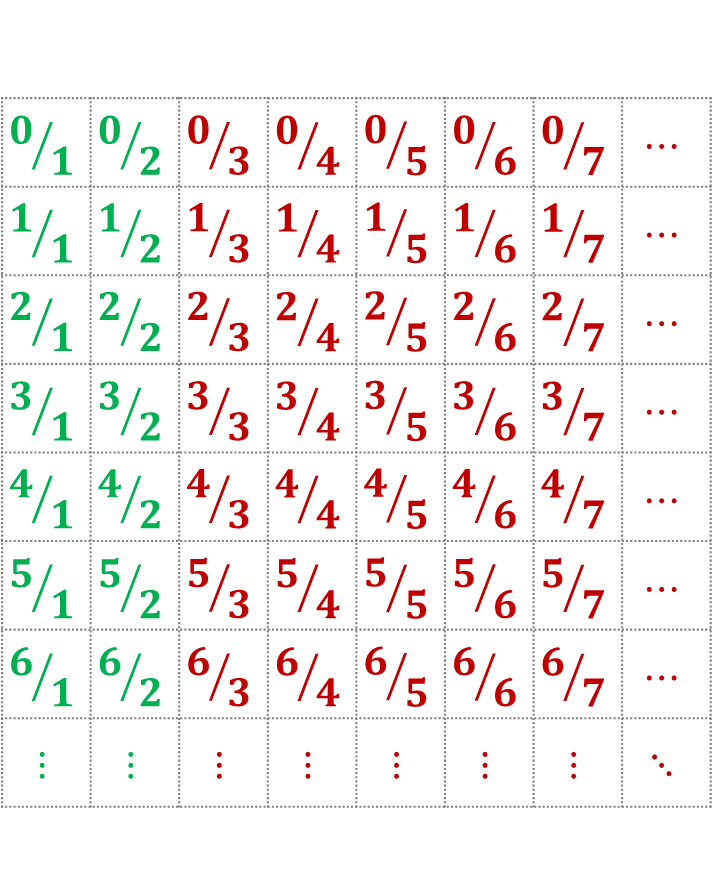 0/1 0/2 0/3 0/4 0/5 0/6 0/7 ⋯
1/1 1/2 1/3 1/4 1/5 1/6 1/7 ⋯
2/1 2/2 2/3 2/4 2/5 2/6 2/7 ⋯
3/1 3/2 3/3 3/4 3/5 3/6 3/7 ⋯
4/1 4/2 4/3 4/4 4/5 4/6 4/7 ⋯
5/1 5/2 5/3 5/4 5/5 5/6 5/7 ⋯
6/1 6/2 6/3 6/4 6/5 6/6 6/7 ⋯
⋮ ⋮ ⋮ ⋮ ⋮ ⋮ ⋮ ⋱